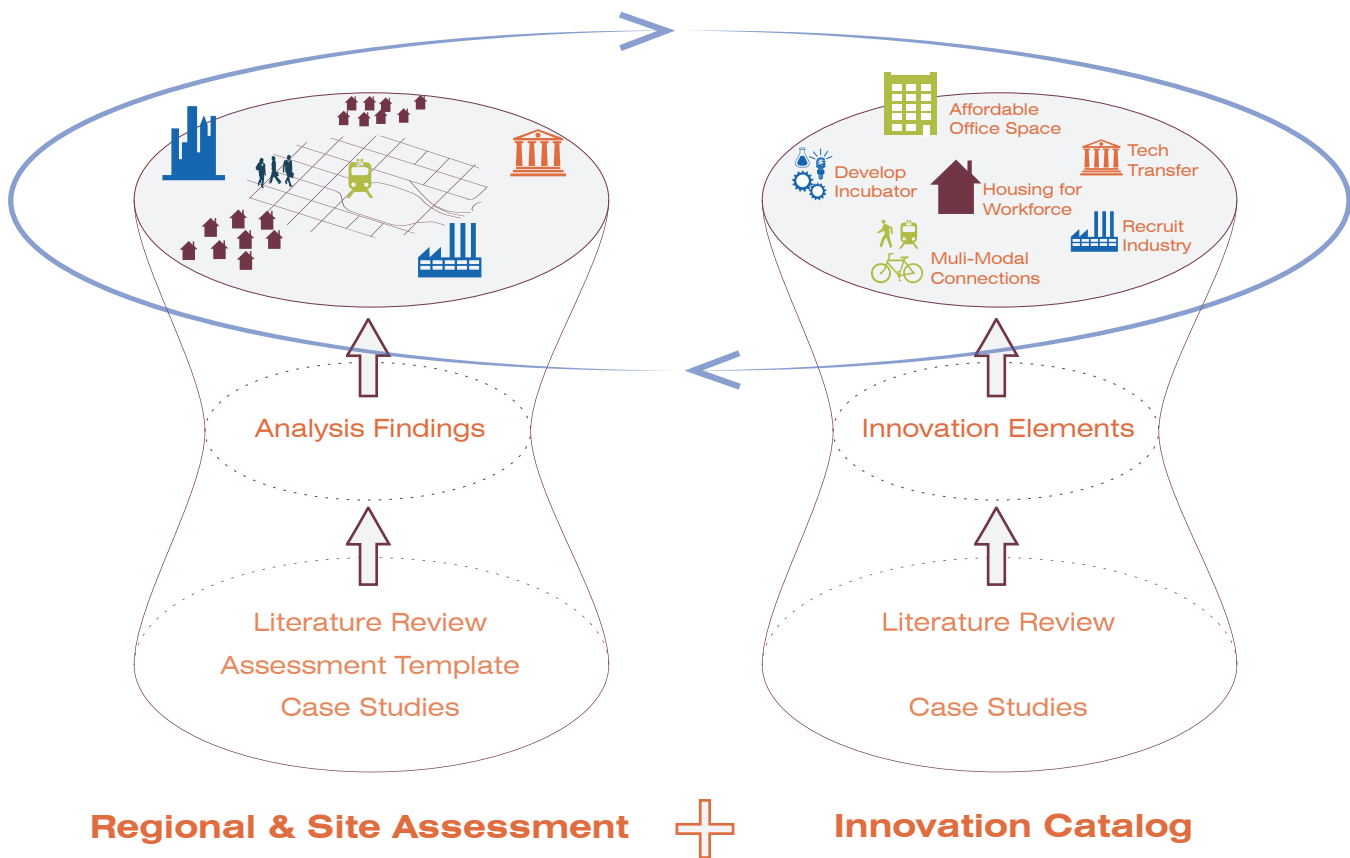 Affordable
Office Space
Develop
Incubator
Housing for
Workforce
Tech
Transfer
Recruit
Industry
Muli-Modal
Connections
Analysis Findings
Innovation Elements
Literature Review
Assessment Template
Case Studies
Literature Review
Case Studies
Regional & Site Assessment
Innovation Catalog